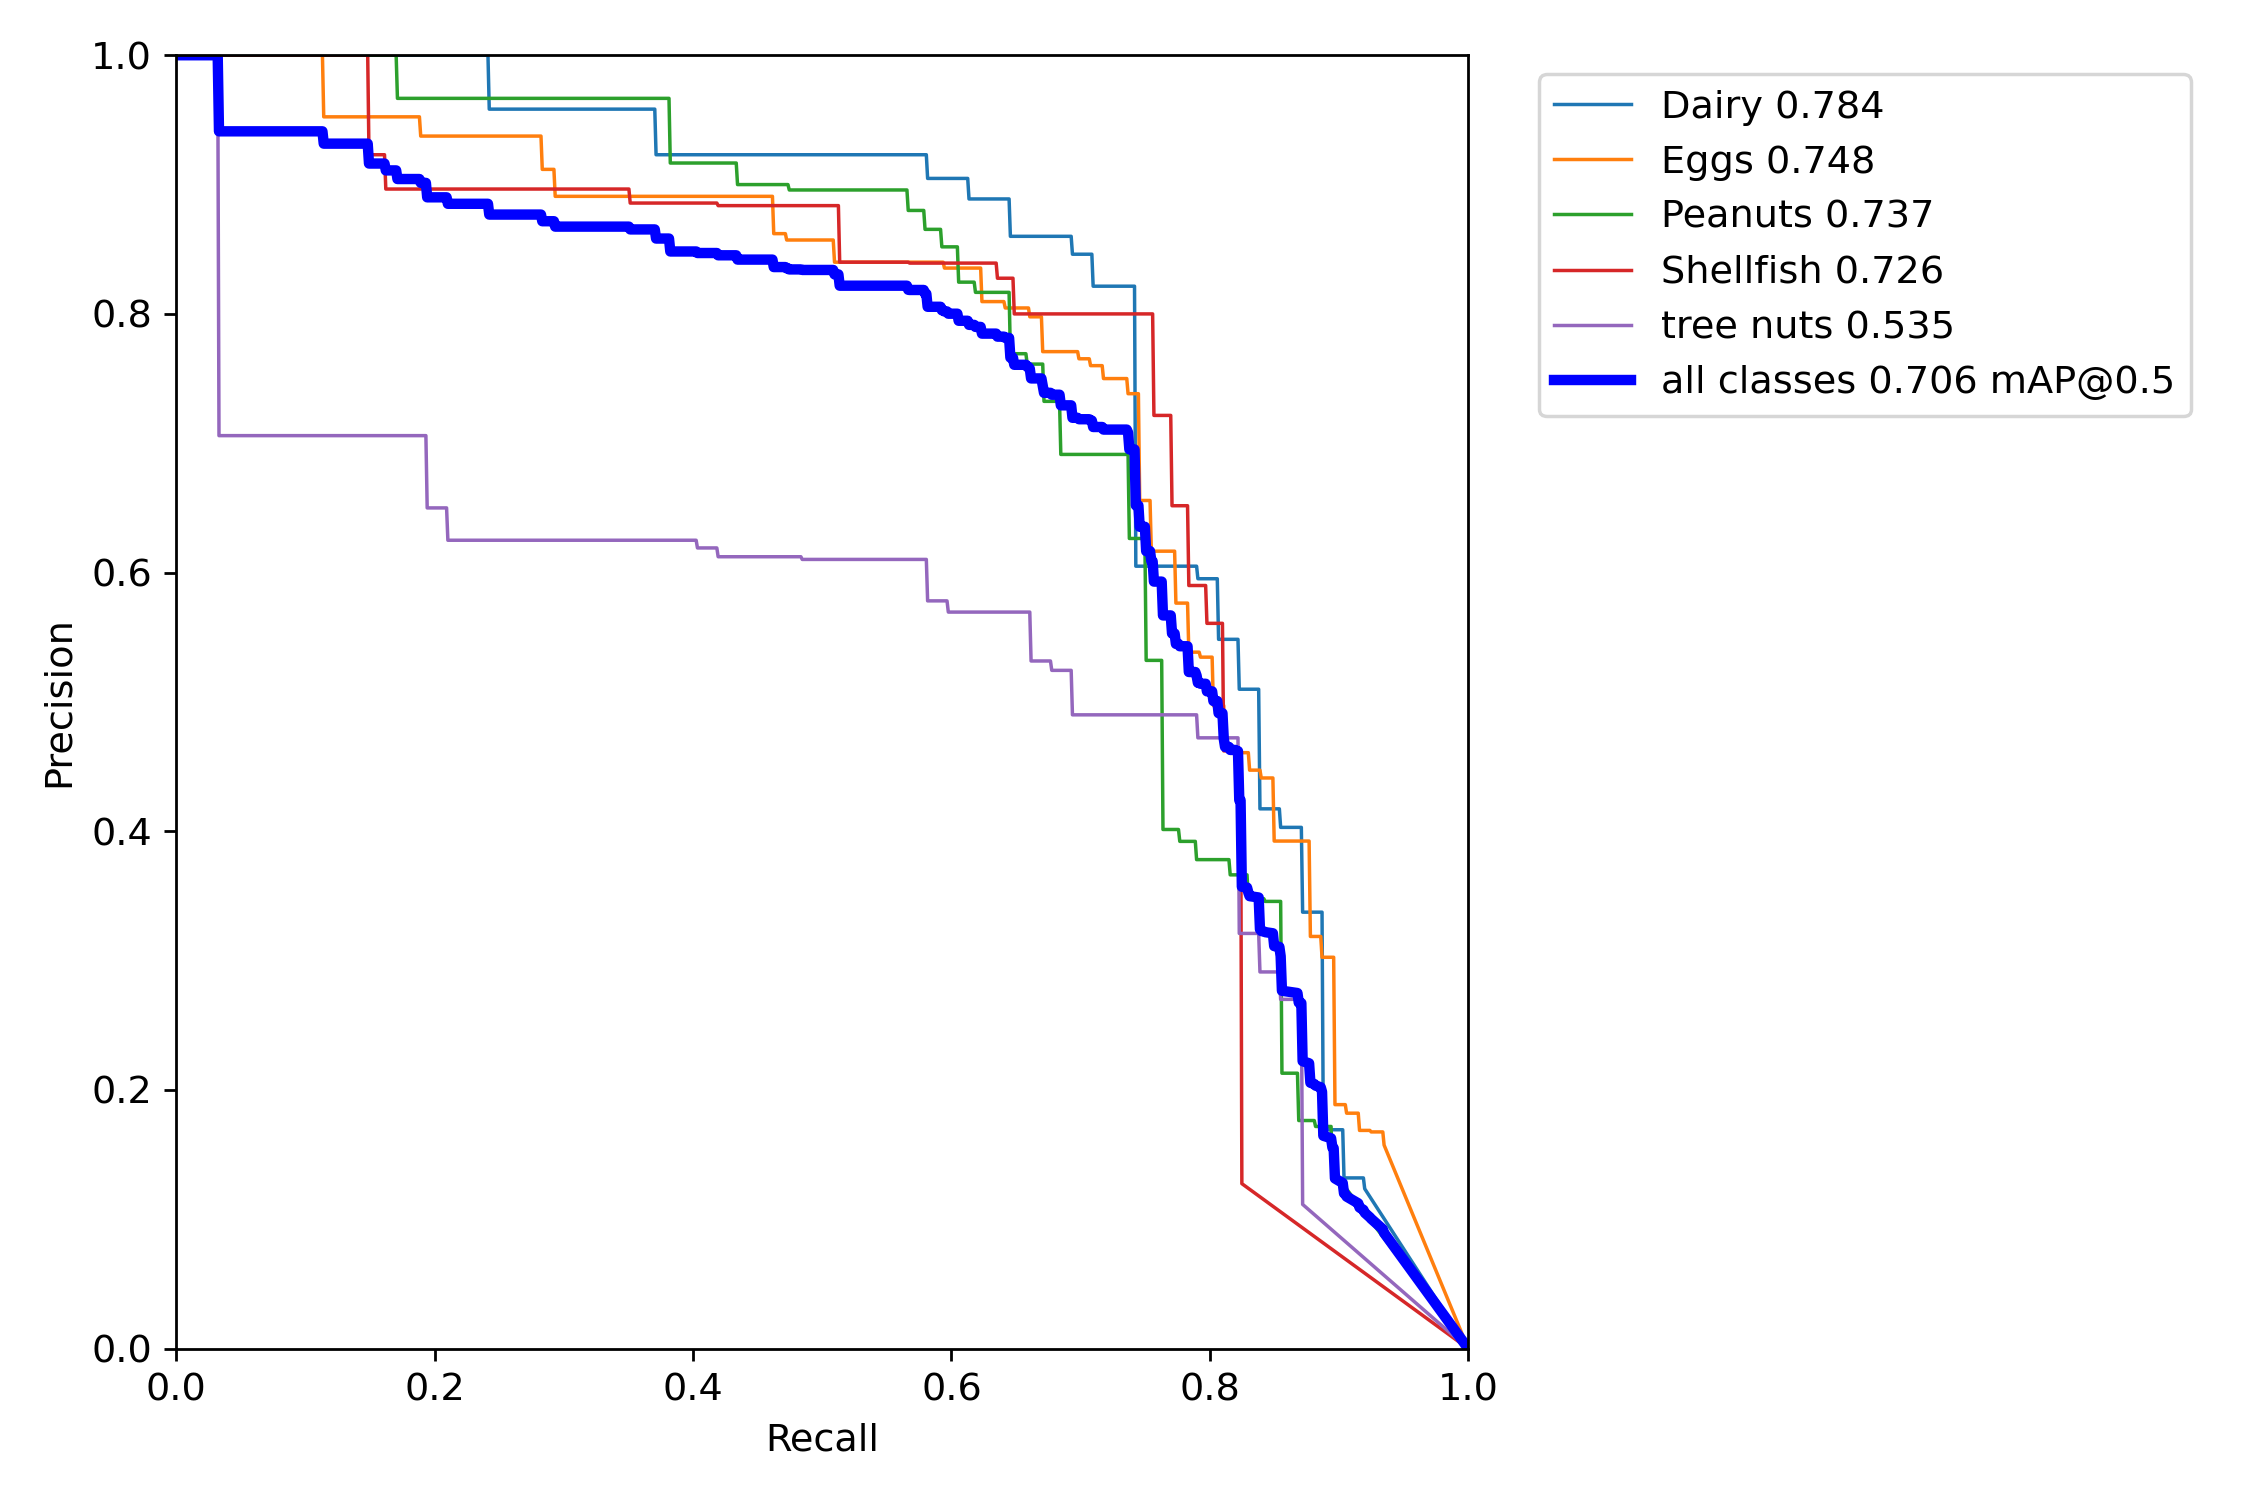 1.0
0.8
0.6
0.4
0.2
0.0
Precision
0.0 0.2 0.4 0.6 0.8 1.0
Recall
Dairy 0.784
Eggs 0.748
Peanuts 0.737
Shellfish 0.726
tree nuts 0.535
all classes 0.706 mAP@0.5